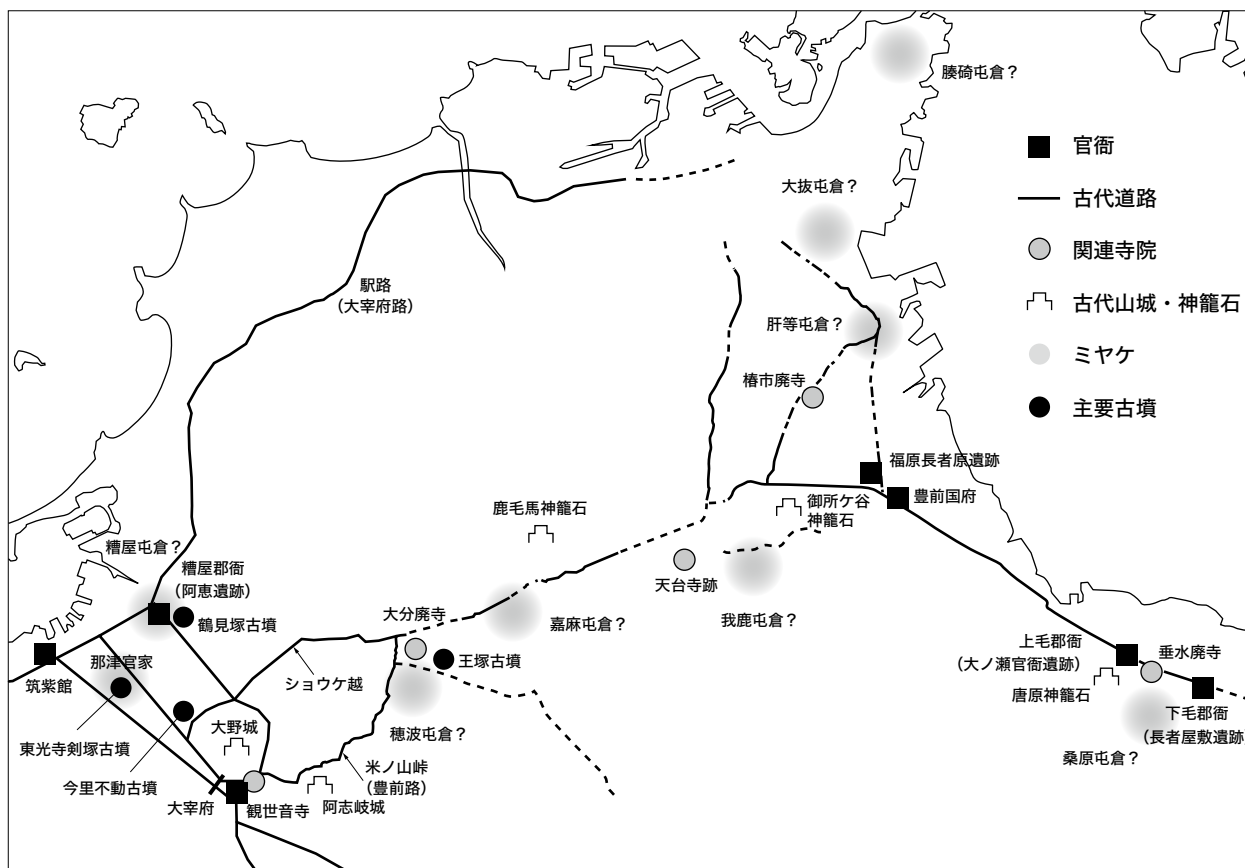 腠碕屯倉?
官衙
大抜屯倉?
古代道路
関連寺院
駅路
(大宰府路)
古代山城・神籠石
肝等屯倉?
ミヤケ
椿市廃寺
主要古墳
福原長者原遺跡
豊前国府
御所ケ谷
神籠石
鹿毛馬神籠石
糟屋屯倉?
糟屋郡衙
(阿恵遺跡)
天台寺跡
大分廃寺
鶴見塚古墳
嘉麻屯倉?
我鹿屯倉?
上毛郡衙
(大ノ瀬官衙遺跡)
垂水廃寺
那津官家
王塚古墳
筑紫館
ショウケ越
唐原神籠石
下毛郡衙
(長者屋敷遺跡
大野城
穂波屯倉?
東光寺剣塚古墳
桑原屯倉?
米ノ山峠
(豊前路)
今里不動古墳
大宰府
観世音寺
阿志岐城